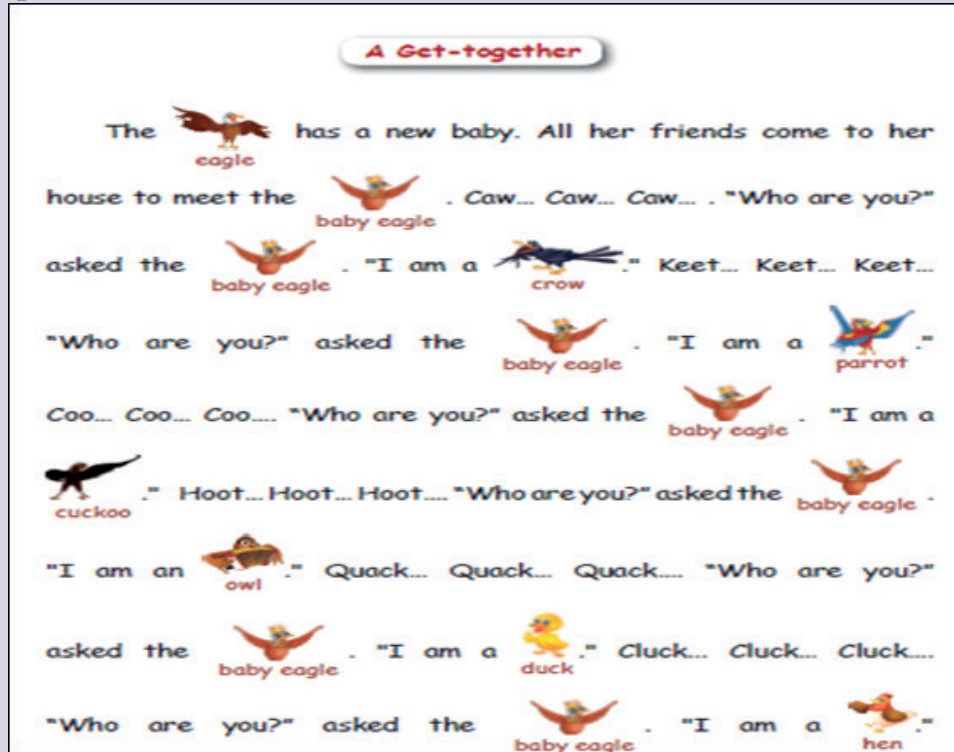 A Get-together
The has a new baby. All her friends come to her
eagle
house to meet the . Caw... Caw... Caw... . "Who are you?"
baby eagle
asked the . "I am a ." Keet... Keet... Keet...
baby eagle crow
"Who are you?" asked the . "I am a ."
baby eagle parrot
Coo... Coo... Coo.... "Who are you?" asked the . "I am a
baby eagle
." Hoot... Hoot... Hoot.... "Who are you?" asked the .
cuckoo baby eagle
"I am an ." Quack... Quack... Quack.... "Who are you?"
owl
asked the . "I am a ." Cluck... Cluck... Cluck....
baby eagle duck
"Who are you?" asked the . "I am a ."
baby eagle hen